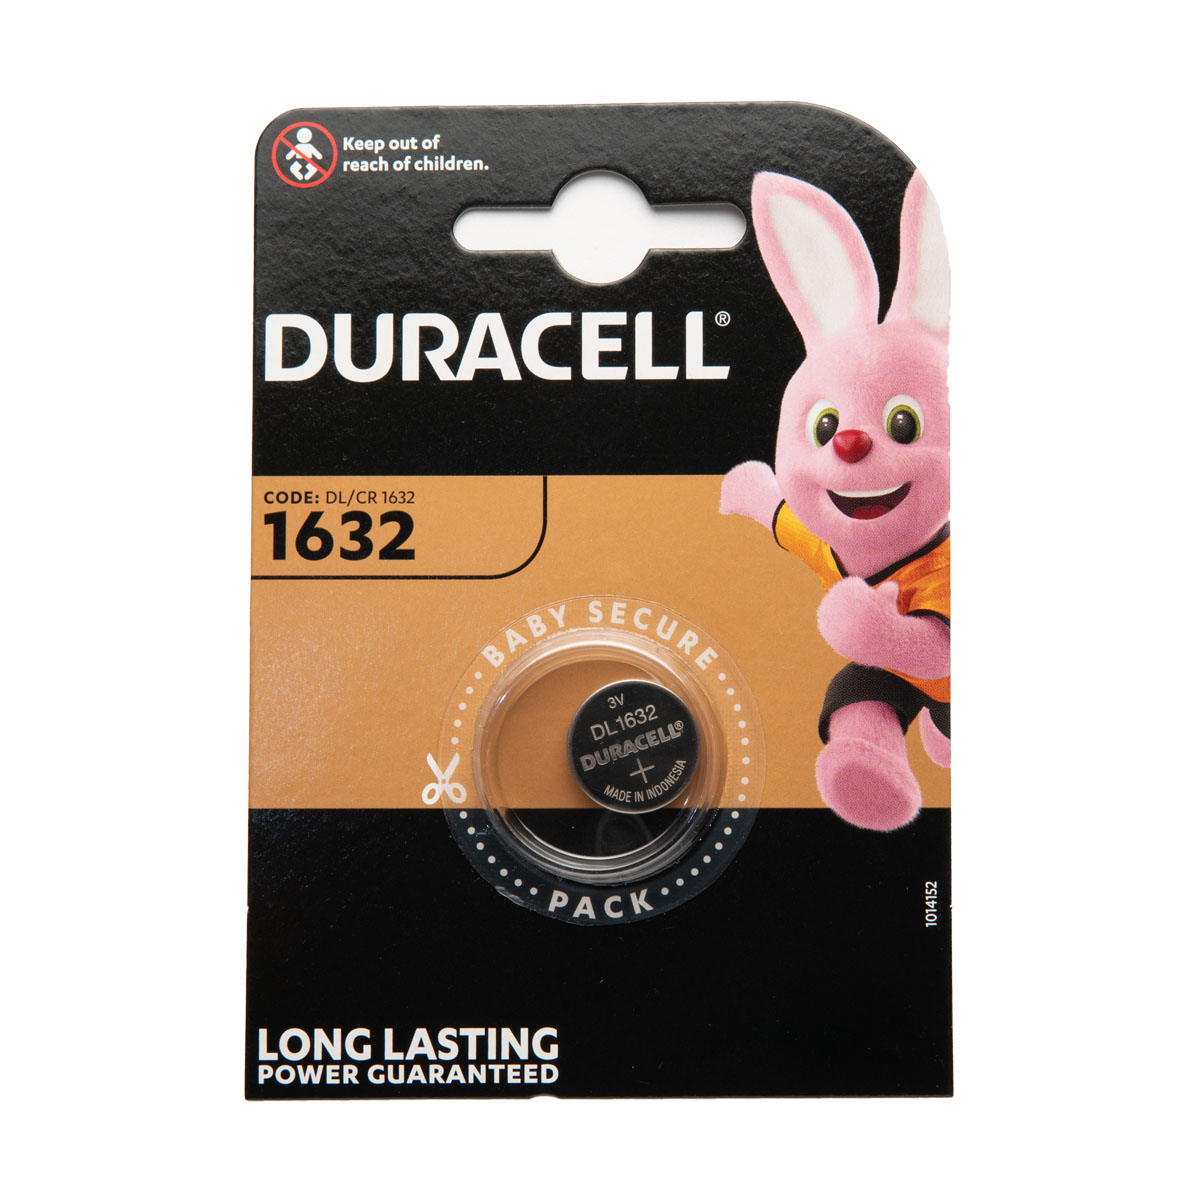 Keep out of
reach of children.
DURACELL®
CODE: DL/CR 1632
1632
BABY SECURE
3V
DL1632
DURACELL®
+
MADE IN INDONESIA
PACK
1014152
LONG LASTING
POWER GUARANTEED